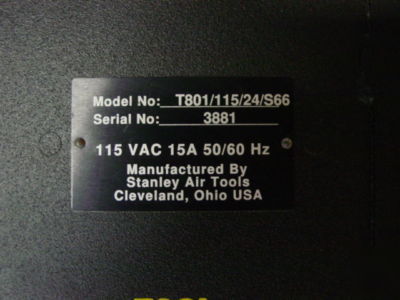 Model No: T801/115/24/S66
Serial No: 3881
115 VAC 15A 50/60 Hz
Manufactured By
Stanley Air Tools
Cleveland, Ohio USA